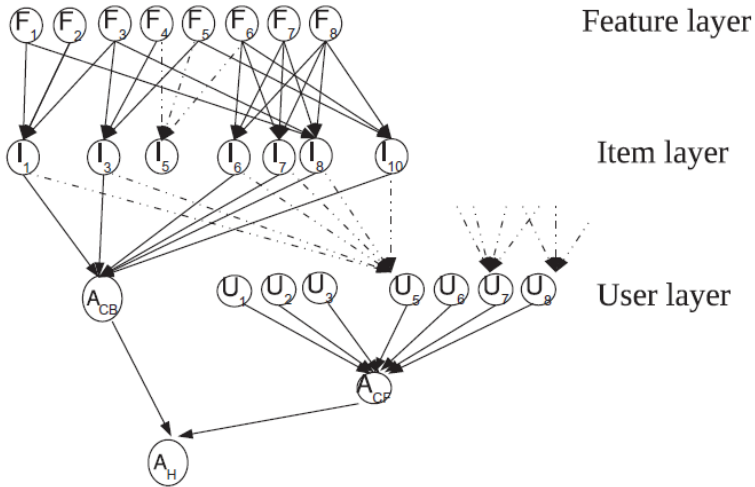 F1 F2 F3 F4 F5 F6 F7 F8 Feature layer
I1 I3 I5 I6 I7 I8 I10 Item layer
ACB U1 U2 U3 U5 U6 U7 U8 User layer
ACF
AH